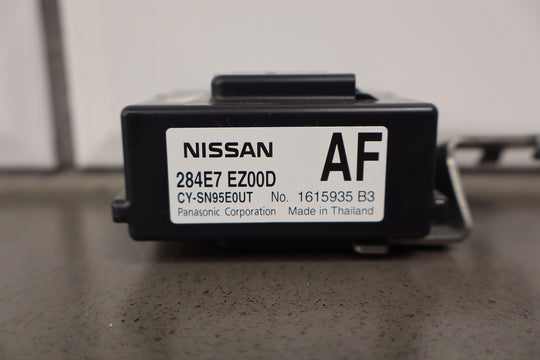 NISSAN
AF
284E7 EZ00D
CY-SN95E0UT No. 1615935 B3
Panasonic Corporation Made in Thailand